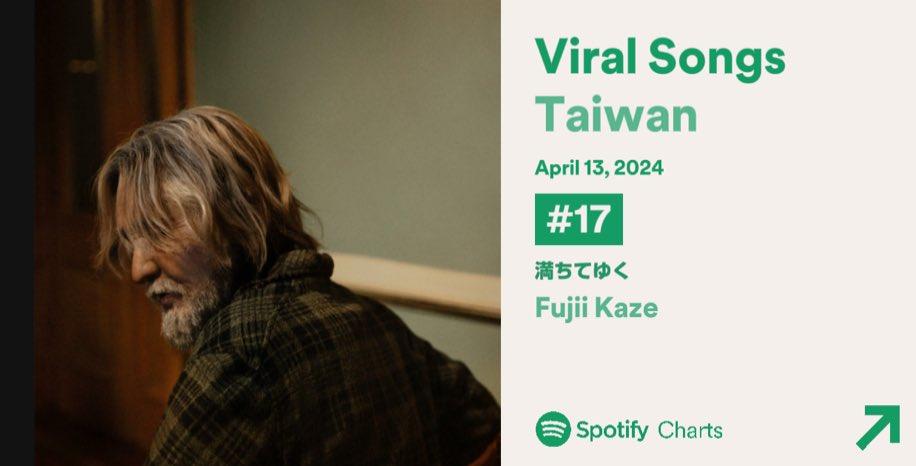 Viral Songs
Taiwan
April 13, 2024
#17
満ちてゆく
Fujii Kaze
Spotify Charts